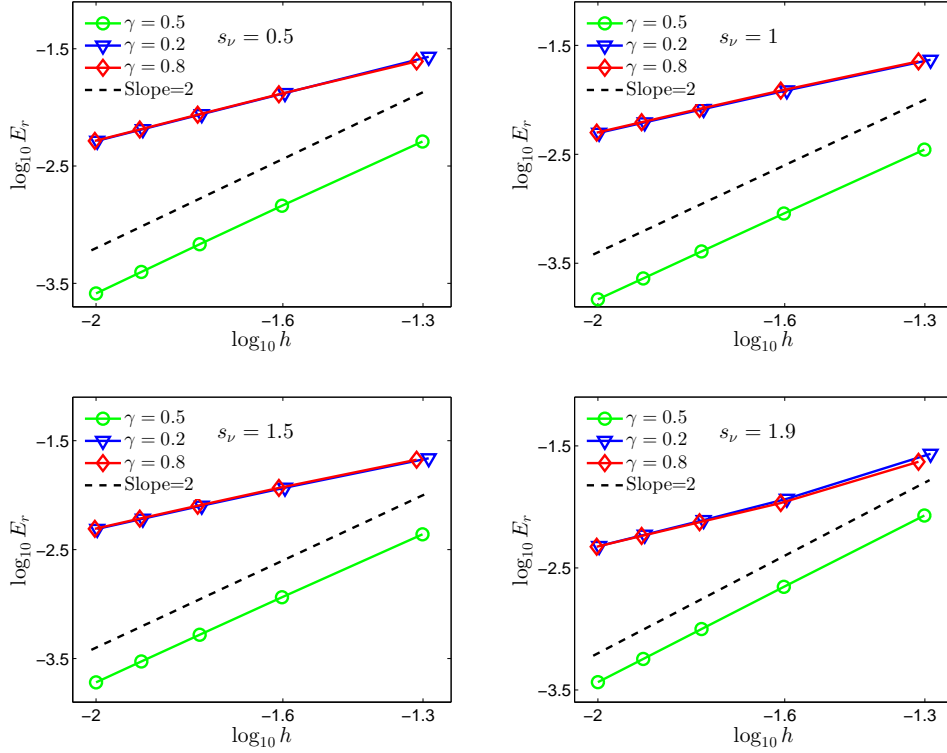 γ = 0.5
γ = 0.2
γ = 0.8
Slope=2
s_ν = 0.5
−1.5
−2.5
−3.5
log₁₀ E_r
−2
−1.6
−1.3
log₁₀ h
γ = 0.5
γ = 0.2
γ = 0.8
Slope=2
s_ν = 1
−1.5
−2.5
−3.5
log₁₀ E_r
−2
−1.6
−1.3
log₁₀ h
γ = 0.5
γ = 0.2
γ = 0.8
Slope=2
s_ν = 1.5
−1.5
−2.5
−3.5
log₁₀ E_r
−2
−1.6
−1.3
log₁₀ h
γ = 0.5
γ = 0.2
γ = 0.8
Slope=2
s_ν = 1.9
−1.5
−2.5
−3.5
log₁₀ E_r
−2
−1.6
−1.3
log₁₀ h